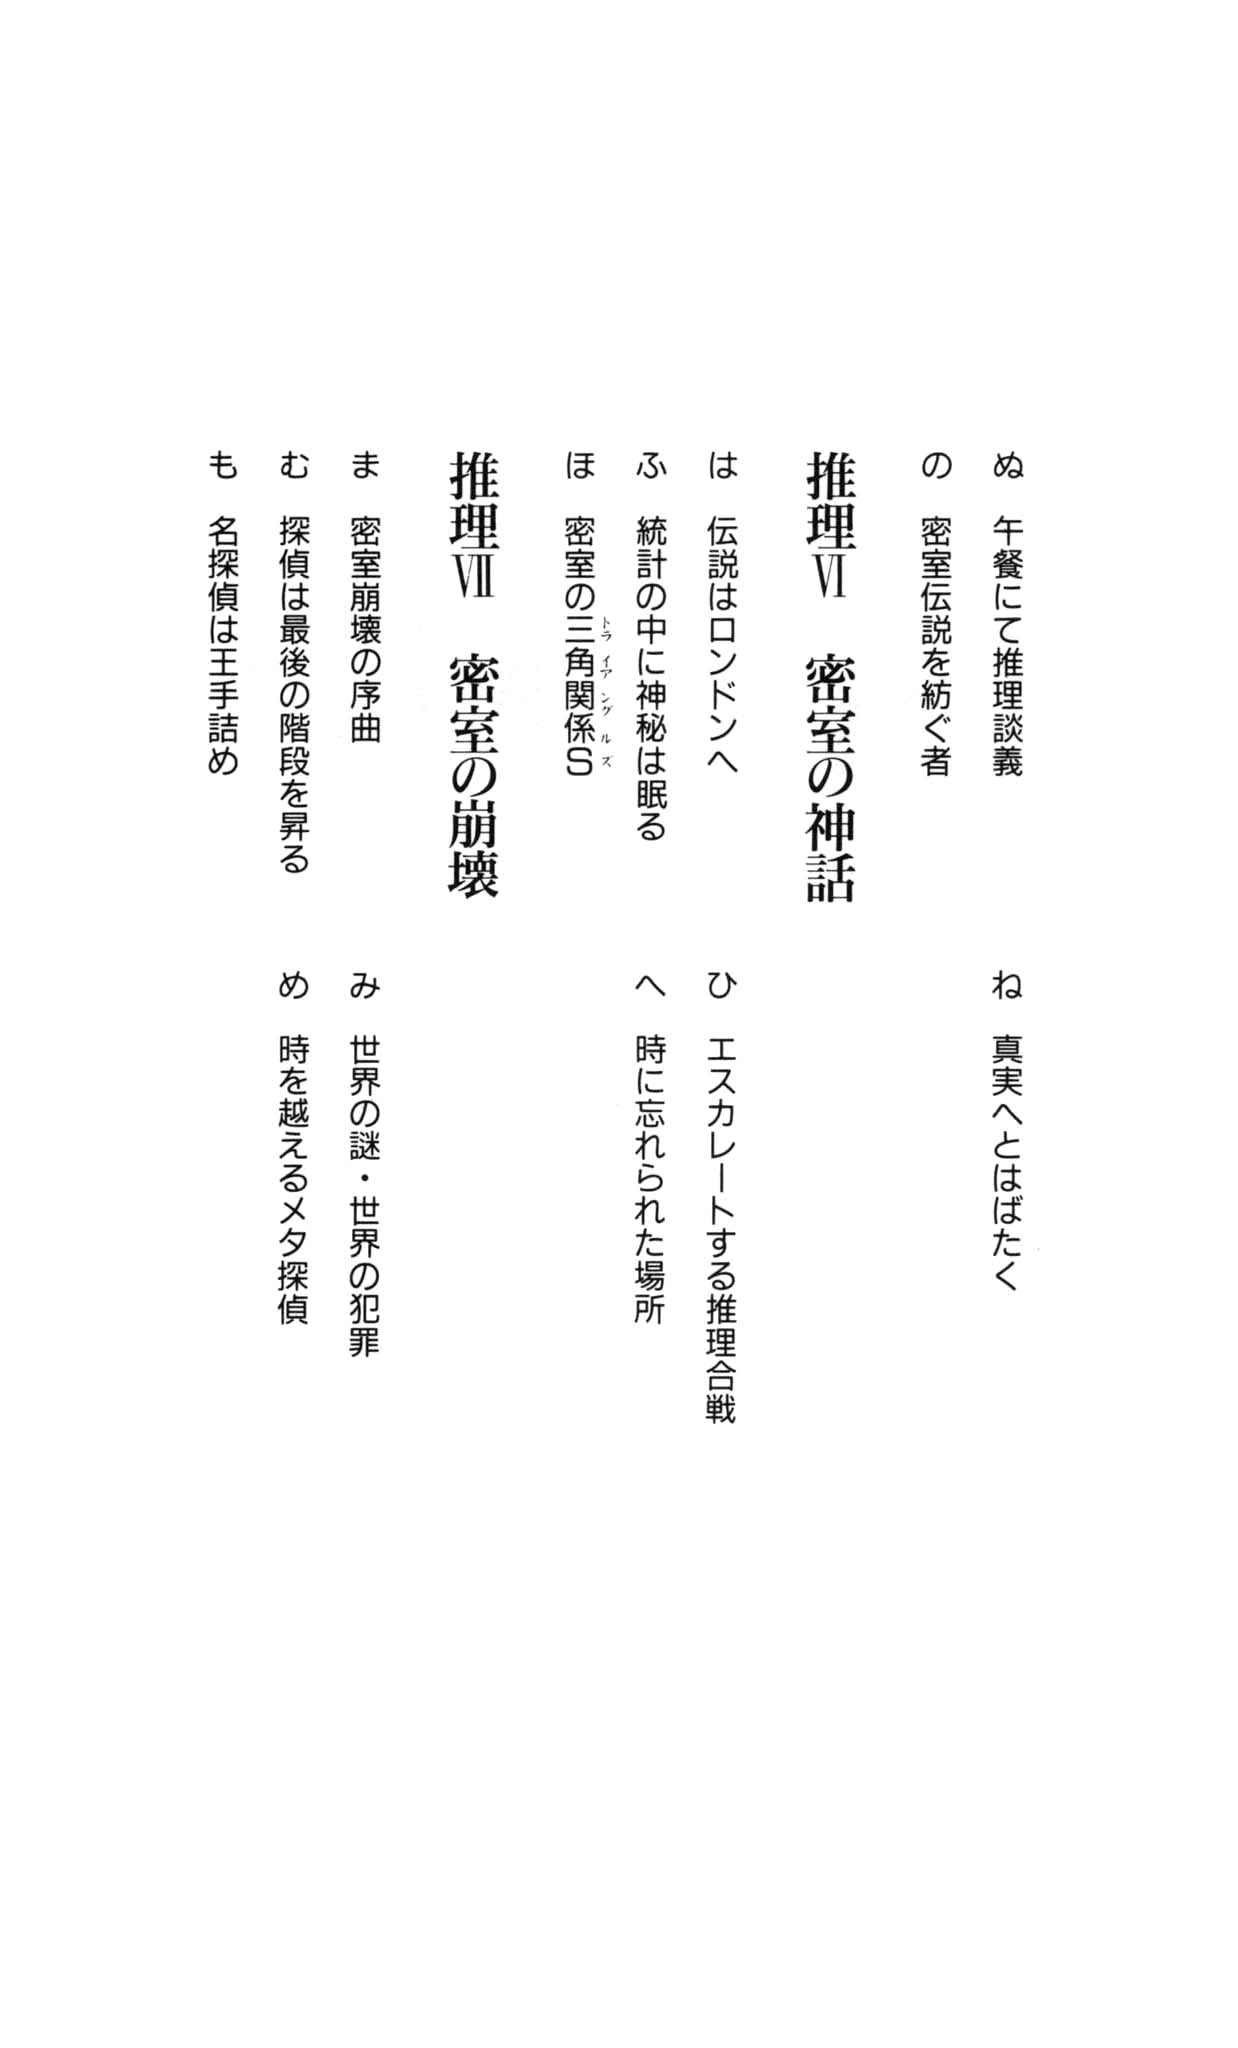 ぬ　午餐にて推理談義
ね　真実へとはばたく
の　密室伝説を紡ぐ者
推理Ⅵ　密室の神話
は　伝説はロンドンへ
ひ　エスカレートする推理合戦
ふ　統計の中に神秘は眠る
へ　時に忘れられた場所
ほ　密室の三角関係S
トライアングルズ
推理Ⅶ　密室の崩壊
ま　密室崩壊の序曲
み　世界の謎・世界の犯罪
む　探偵は最後の階段を昇る
め　時を越えるメタ探偵
も　名探偵は王手詰め